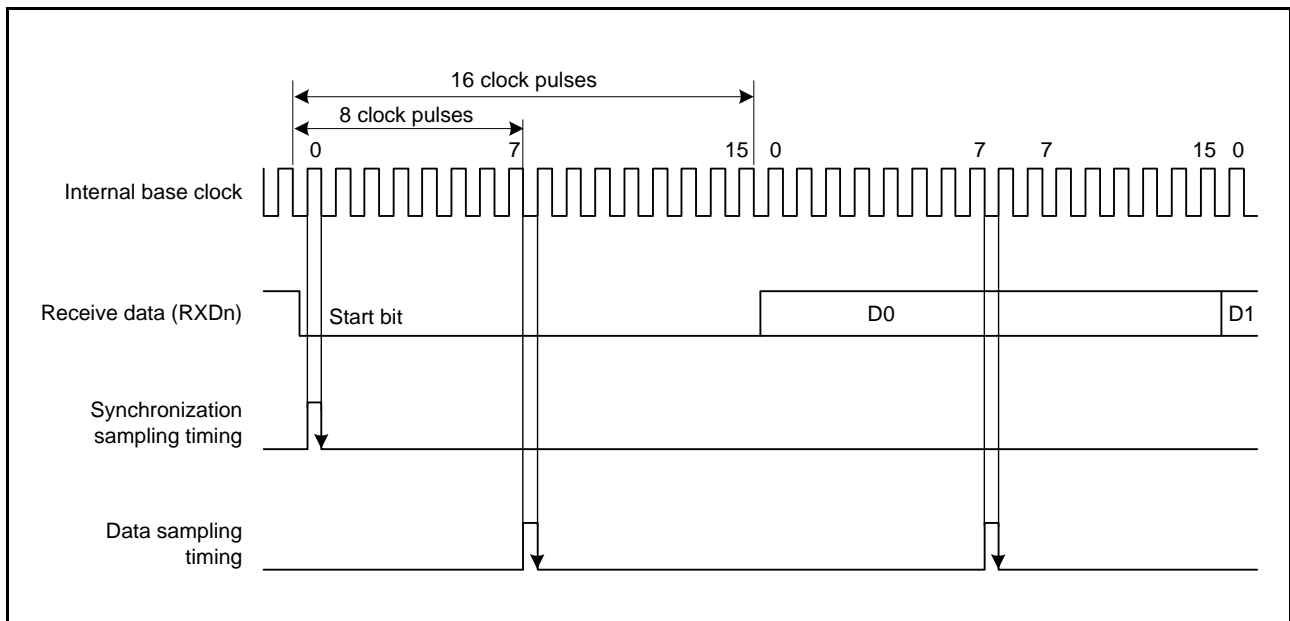 16 clock pulses
8 clock pulses
0 7 15 0 7 7 15 0
Internal base clock
Receive data (RXDn)
Start bit
D0
D1
Synchronization
sampling timing
Data sampling
timing